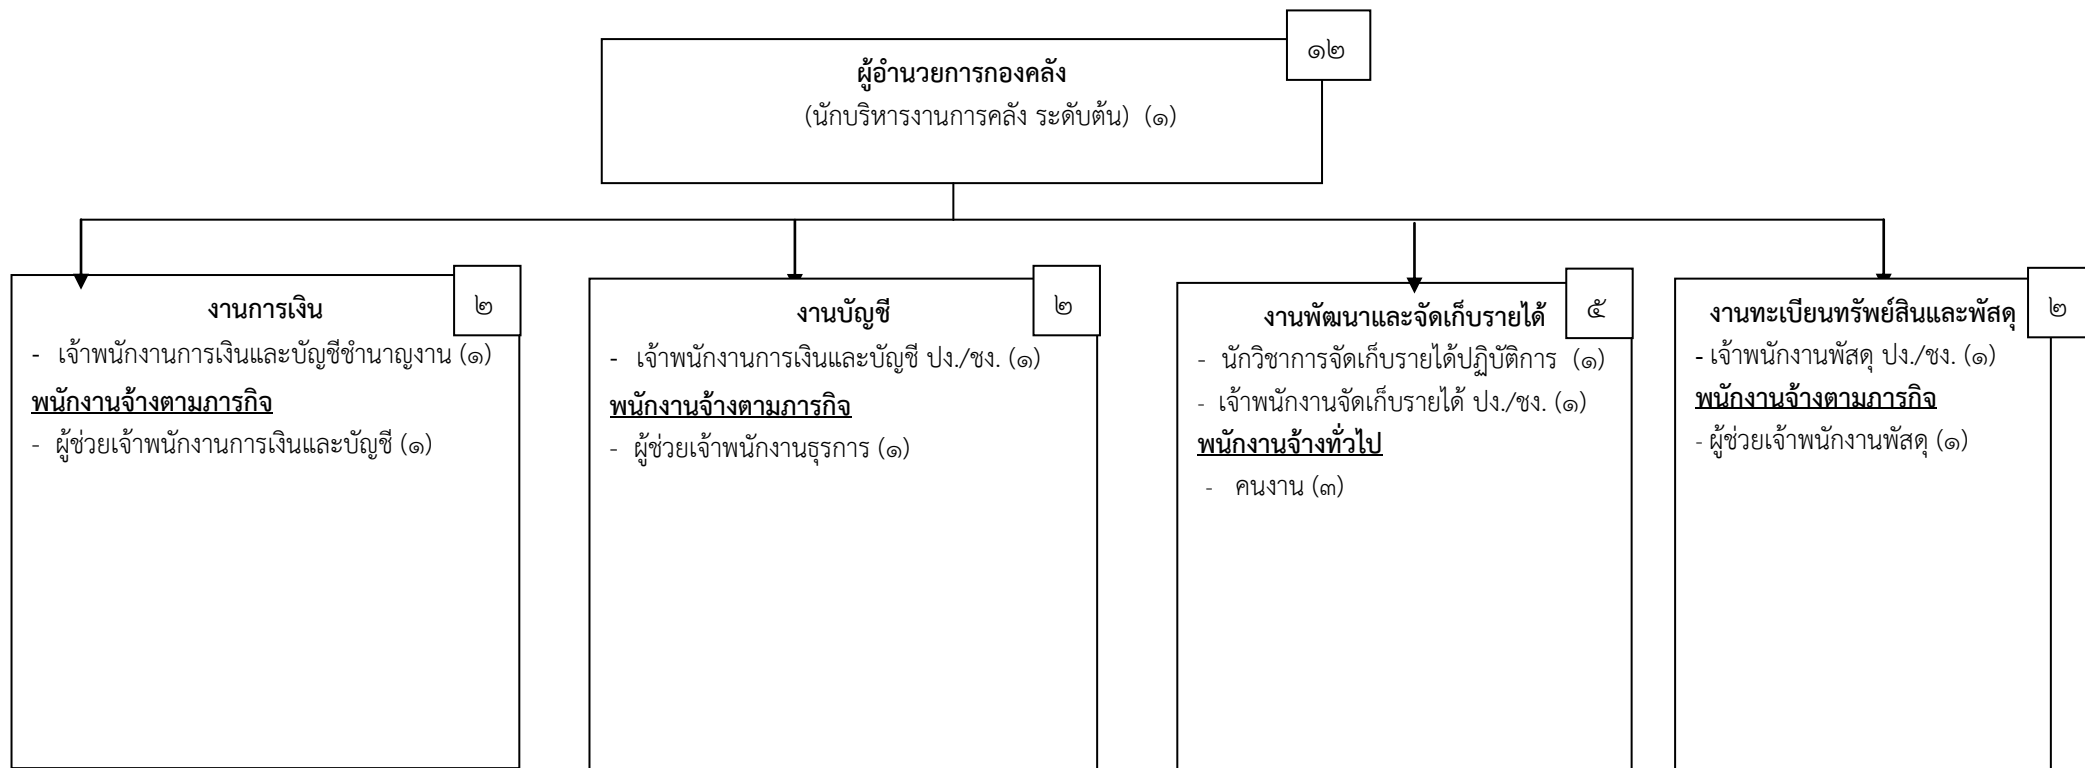 ๑๒
ผู้อำนวยการกองคลัง
(นักบริหารงานการคลัง ระดับต้น) (๑)
๒
งานการเงิน
- เจ้าพนักงานการเงินและบัญชีชำนาญงาน (๑)
พนักงานจ้างตามภารกิจ
- ผู้ช่วยเจ้าพนักงานการเงินและบัญชี (๑)
๒
งานบัญชี
- เจ้าพนักงานการเงินและบัญชี ปง./ชง. (๑)
พนักงานจ้างตามภารกิจ
- ผู้ช่วยเจ้าพนักงานธุรการ (๑)
๕
งานพัฒนาและจัดเก็บรายได้
- นักวิชาการจัดเก็บรายได้ปฏิบัติการ (๑)
- เจ้าพนักงานจัดเก็บรายได้ ปง./ชง. (๑)
พนักงานจ้างทั่วไป
- คนงาน (๓)
๒
งานทะเบียนทรัพย์สินและพัสดุ
- เจ้าพนักงานพัสดุ ปง./ชง. (๑)
พนักงานจ้างตามภารกิจ
- ผู้ช่วยเจ้าพนักงานพัสดุ (๑)